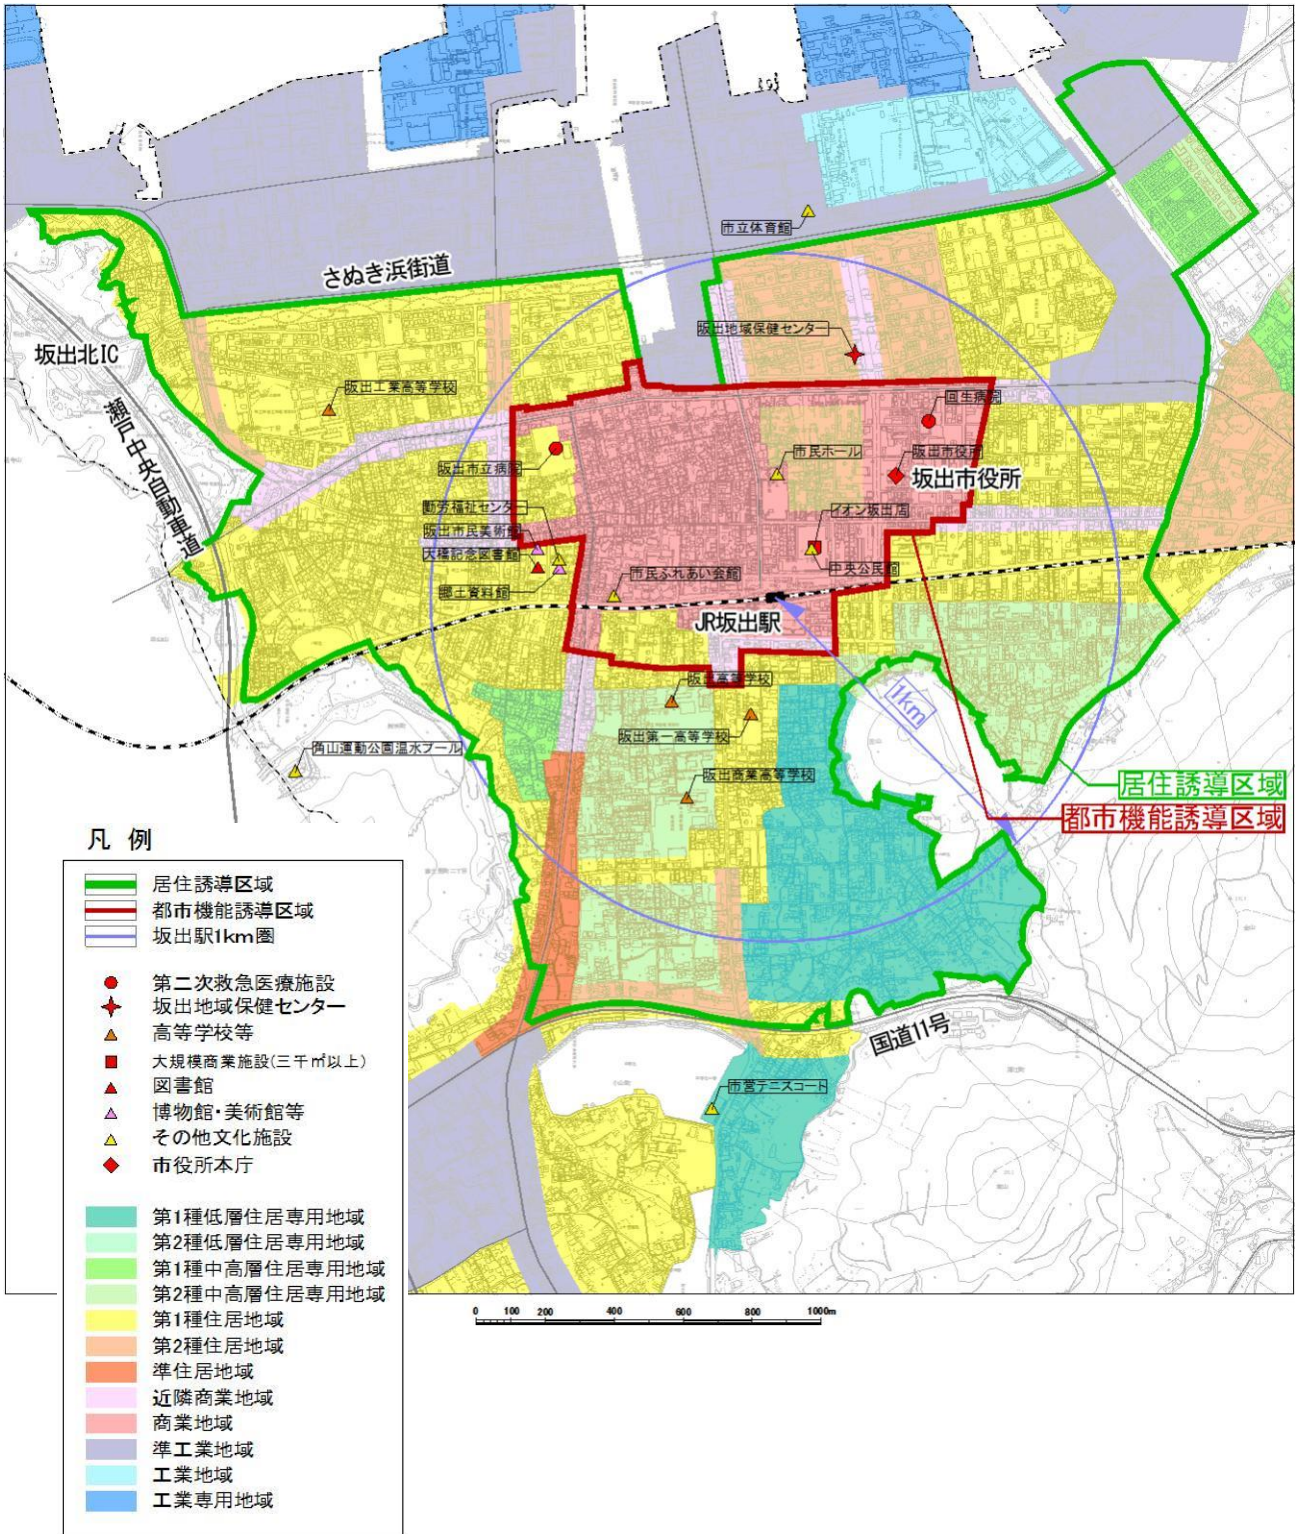 市立体育館
さぬき浜街道
坂出地域保健センター
坂出北IC
瀬戸中央自動車道
坂出工業高等学校
回生病院
坂出市立病院
市民ホール
坂出市役所
坂出市役所
勤労福祉センター
イオン坂出店
坂出市民美術館
大橋記念図書館
中央公民館
市民ふれあい会館
郷土資料館
JR坂出駅
坂出高等学校
1km
坂出第一高等学校
角山運動公園温水プール
坂出商業高等学校
居住誘導区域
都市機能誘導区域
国道11号
市営テニスコート
凡 例
居住誘導区域
都市機能誘導区域
坂出駅1km圏
第二次救急医療施設
坂出地域保健センター
高等学校等
大規模商業施設(三千㎡以上)
図書館
博物館・美術館等
その他文化施設
市役所本庁
第1種低層住居専用地域
第2種低層住居専用地域
第1種中高層住居専用地域
第2種中高層住居専用地域
第1種住居地域
第2種住居地域
準住居地域
近隣商業地域
商業地域
準工業地域
工業地域
工業専用地域
0 100 200 400 600 800 1000m